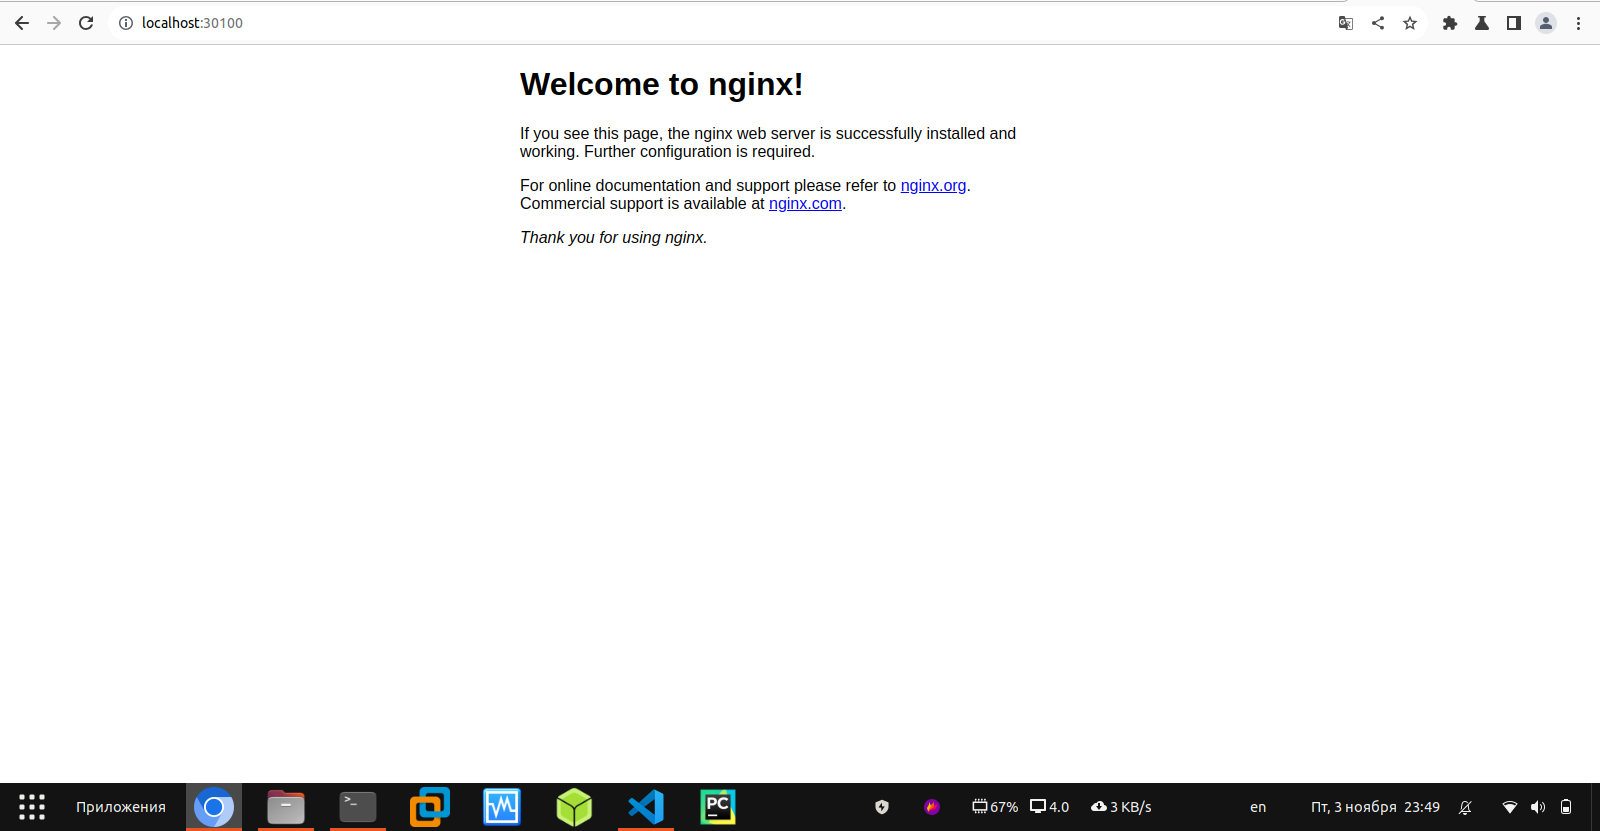 localhost:30100
Welcome to nginx!
If you see this page, the nginx web server is successfully installed and
working. Further configuration is required.
For online documentation and support please refer to nginx.org.
Commercial support is available at nginx.com.
Thank you for using nginx.
Приложения
>_
PC
67%
4.0
3 KB/s
en
Пт, 3 ноября 23:49